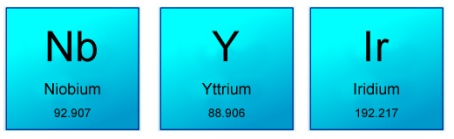 Nb Y Ir
Niobium Yttrium Iridium
92.907 88.906 192.217